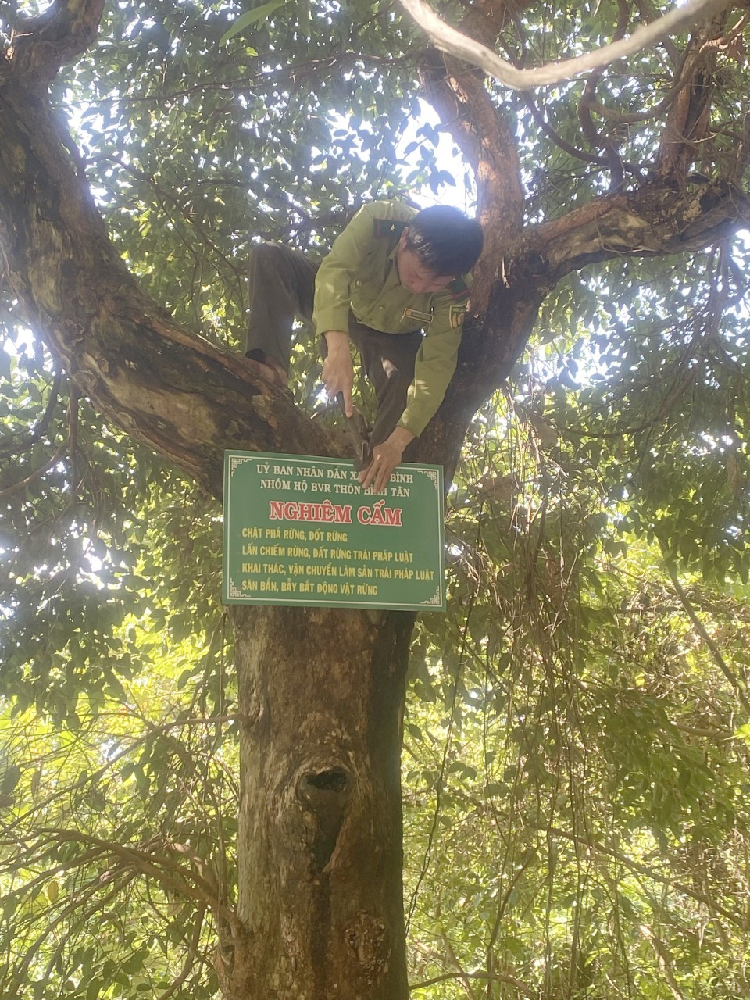 UỶ BAN NHÂN DÂN XÃ BÌNH
NHÓM HỘ BVR THÔN BÌNH TÂN
NGHIÊM CẤM
CHẶT PHÁ RỪNG, ĐỐT RỪNG
LẤN CHIẾM RỪNG, ĐẤT RỪNG TRÁI PHÁP LUẬT
KHAI THÁC, VẬN CHUYỂN LÂM SẢN TRÁI PHÁP LUẬT
SĂN BẮN, BẪY BẮT ĐỘNG VẬT RỪNG